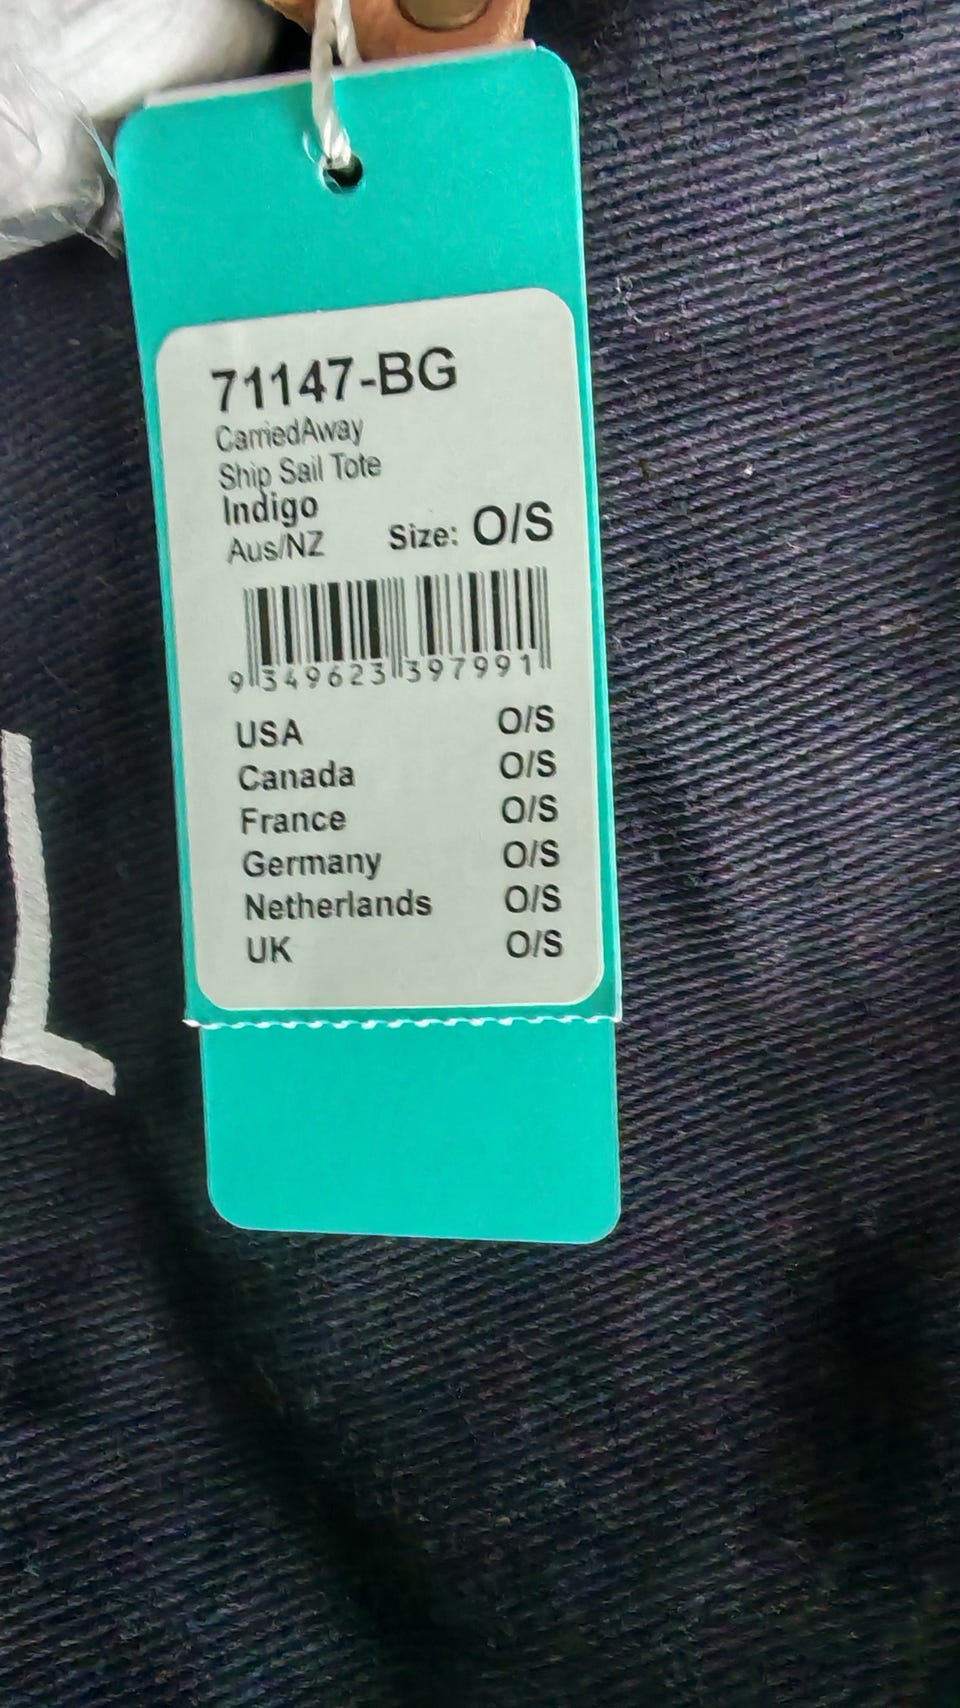 71147-BG
CarriedAway
Ship Sail Tote
Indigo
Aus/NZ Size: O/S
9 349623 397991
USA O/S
Canada O/S
France O/S
Germany O/S
Netherlands O/S
UK O/S